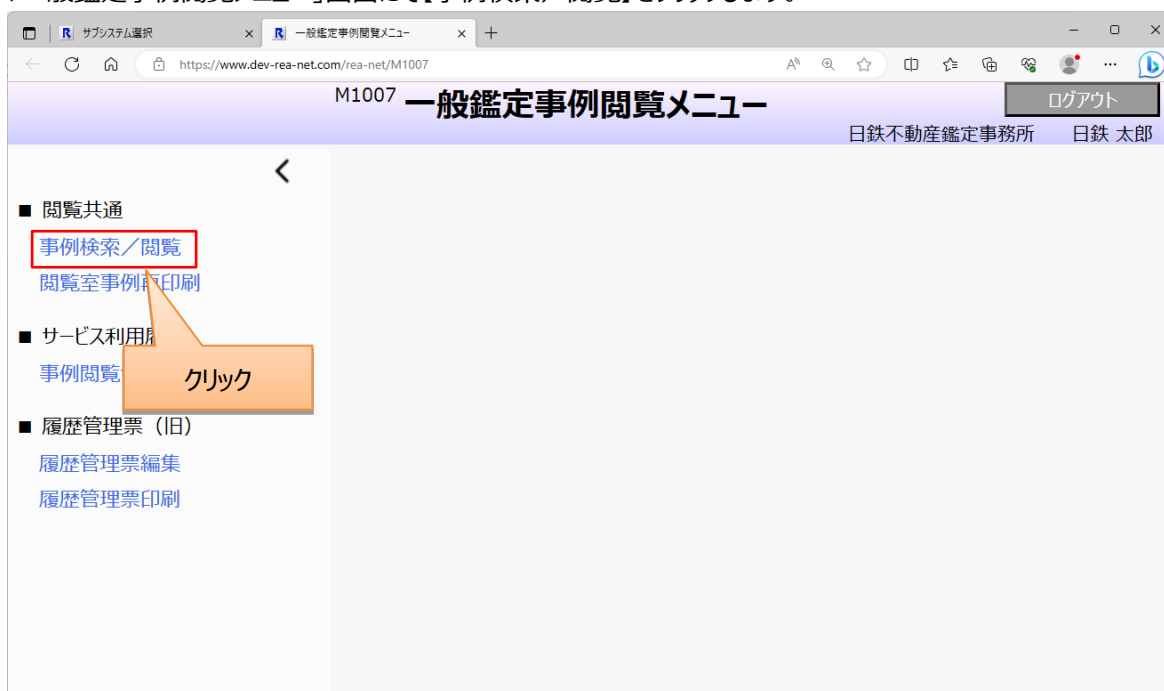 一般鑑定事例閲覧メニュー」画面にて【事例検索／閲覧】をクリックします。
サブシステム選択 一般鑑定事例閲覧メニュー
https://www.dev-rea-net.com/rea-net/M1007
M1007 一般鑑定事例閲覧メニュー ログアウト
日鉄不動産鑑定事務所 日鉄 太郎
■ 閲覧共通
事例検索／閲覧
閲覧室事例再印刷
■ サービス利用
事例閲覧
クリック
■ 履歴管理票（旧）
履歴管理票編集
履歴管理票印刷